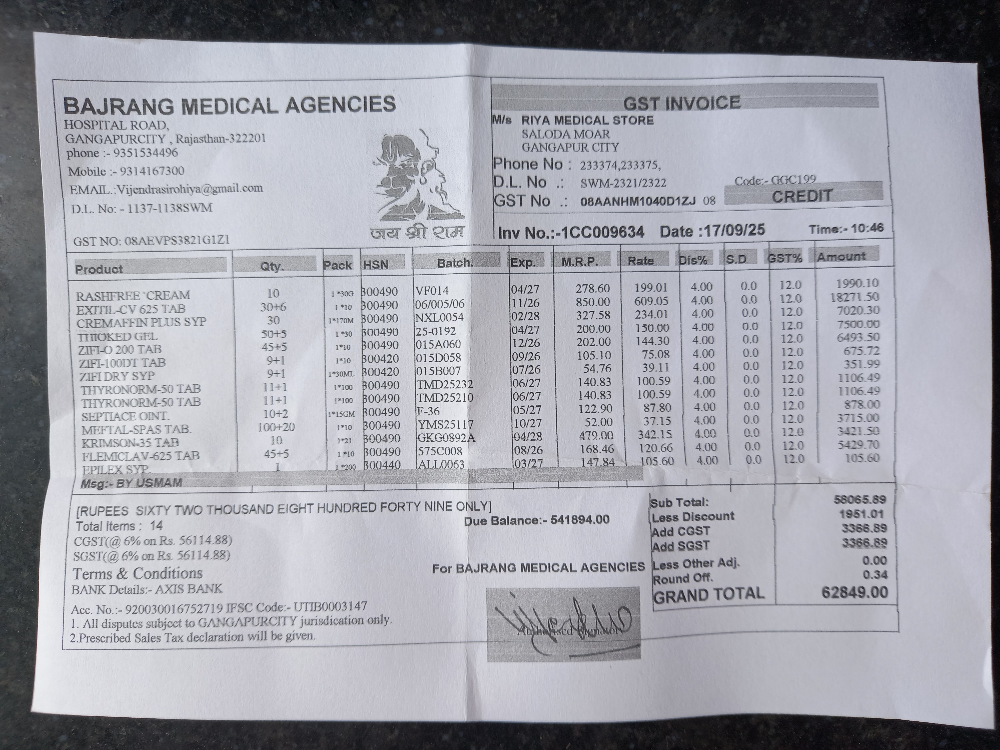 BAJRANG MEDICAL AGENCIES
HOSPITAL ROAD,
GANGAPURCITY , Rajasthan-322201
phone :- 9351534496
Mobile :- 9314167300
EMAIL.:Vijendrasirohiya@gmail.com
D.L. No: - 1137-1138SWM
GST NO: 08AEVPS3821G1Z1
जय श्री राम
GST INVOICE
M/s RIYA MEDICAL STORE
SALODA MOAR
GANGAPUR CITY
Phone No : 233374,233375,
D.L. No .: SWM-2321/2322 Code:- GGC199
GST No .: 08AANHM1040D1ZJ 08 CREDIT
Inv No.:-1CC009634 Date :17/09/25 Time:- 10:46
Product Qty. Pack HSN Batch. Exp. M.R.P. Rate Dis% S.D GST% Amount
RASHFREE CREAM 10 1*30G 300490 VF014 04/27 278.60 199.01 4.00 0.0 12.0 1990.10
EXITIL-CV 625 TAB 30+6 1*10 300490 06/005/06 11/26 850.00 609.05 4.00 0.0 12.0 18271.50
CREMAFFIN PLUS SYP 30 1*170M 300490 NXL0054 02/28 327.58 234.01 4.00 0.0 12.0 7020.30
THIOKED GEL 50+5 1*30 300490 25-0192 04/27 200.00 150.00 4.00 0.0 12.0 7500.00
ZIFI-O 200 TAB 45+5 1*10 300490 015A060 12/26 202.00 144.30 4.00 0.0 12.0 6493.50
ZIFI-100DT TAB 9+1 1*10 300420 015D058 09/26 105.10 75.08 4.00 0.0 12.0 675.72
ZIFI DRY SYP 9+1 1*30ML 300420 015B007 07/26 54.76 39.11 4.00 0.0 12.0 351.99
THYRONORM-50 TAB 11+1 1*100 300490 TMD25232 06/27 140.83 100.59 4.00 0.0 12.0 1106.49
THYRONORM-50 TAB 11+1 1*100 300490 TMD25210 06/27 140.83 100.59 4.00 0.0 12.0 1106.49
SEPTIACE OINT. 10+2 1*15GM 300490 F-36 05/27 122.90 87.80 4.00 0.0 12.0 878.00
MEFTAL-SPAS TAB. 100+20 1*10 300490 YMS25117 10/27 52.00 37.15 4.00 0.0 12.0 3715.00
KRIMSON-35 TAB 10 1*21 300490 GKG0892A 04/28 479.00 342.15 4.00 0.0 12.0 3421.50
FLEMICLAV-625 TAB 45+5 1*10 300490 575C008 08/26 168.46 120.66 4.00 0.0 12.0 5429.70
EPILEX SYP 1 1*200 300440 ALL0063 03/27 147.84 105.60 4.00 0.0 12.0 105.60
Msg:- BY USMAM
[RUPEES SIXTY TWO THOUSAND EIGHT HUNDRED FORTY NINE ONLY]
Total Items : 14 Due Balance:- 541894.00
CGST(@ 6% on Rs. 56114.88)
SGST(@ 6% on Rs. 56114.88)
Terms & Conditions
BANK Details:- AXIS BANK
Acc. No.:- 920030016752719 IFSC Code:- UTIB0003147
1. All disputes subject to GANGAPURCITY jurisdication only.
2.Prescribed Sales Tax declaration will be given.
For BAJRANG MEDICAL AGENCIES
Sub Total: 58065.89
Less Discount 1951.01
Add CGST 3366.89
Add SGST 3366.89
Less Other Adj. 0.00
Round Off. 0.34
GRAND TOTAL 62849.00